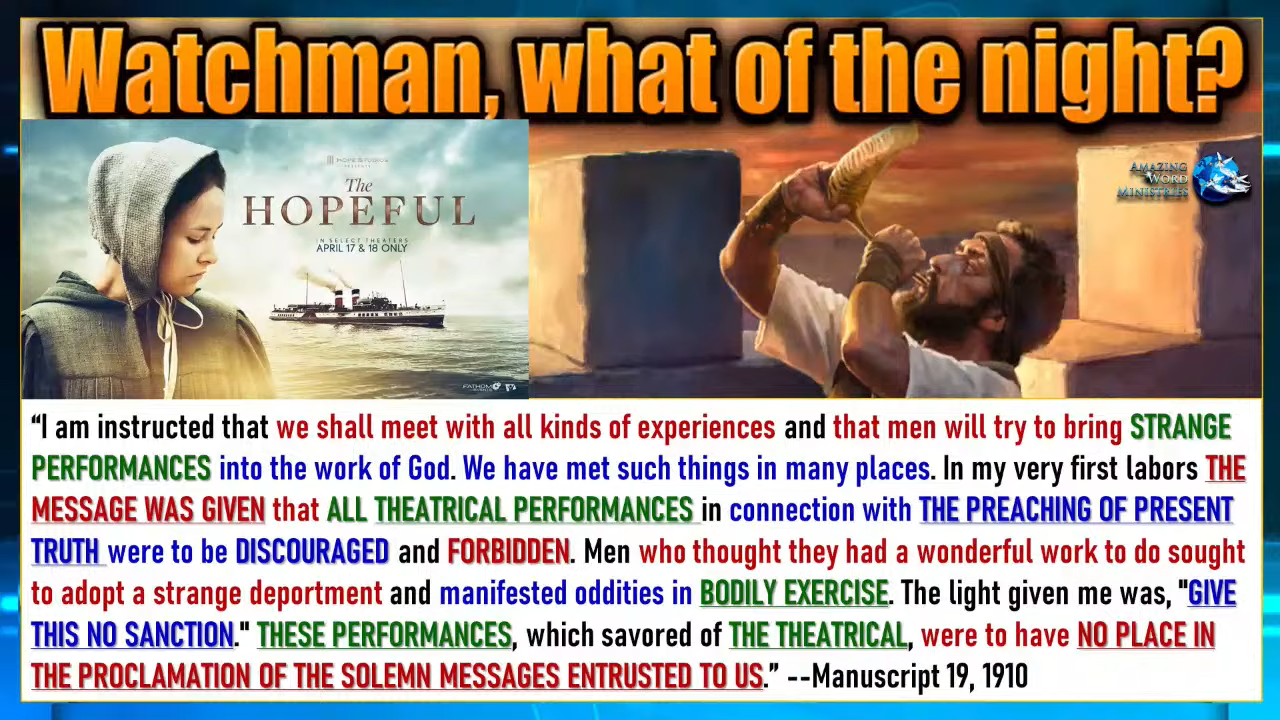 Watchman, what of the night?
HOPE STUDIOS
PRESENTS
The
HOPEFUL
IN SELECT THEATERS
APRIL 17 & 18 ONLY
FATHOM
EVENTS
AMAZING
WORD
MINISTRIES
“I am instructed that we shall meet with all kinds of experiences and that men will try to bring STRANGE
PERFORMANCES into the work of God. We have met such things in many places. In my very first labors THE
MESSAGE WAS GIVEN that ALL THEATRICAL PERFORMANCES in connection with THE PREACHING OF PRESENT
TRUTH were to be DISCOURAGED and FORBIDDEN. Men who thought they had a wonderful work to do sought
to adopt a strange deportment and manifested oddities in BODILY EXERCISE. The light given me was, "GIVE
THIS NO SANCTION." THESE PERFORMANCES, which savored of THE THEATRICAL, were to have NO PLACE IN
THE PROCLAMATION OF THE SOLEMN MESSAGES ENTRUSTED TO US.” --Manuscript 19, 1910